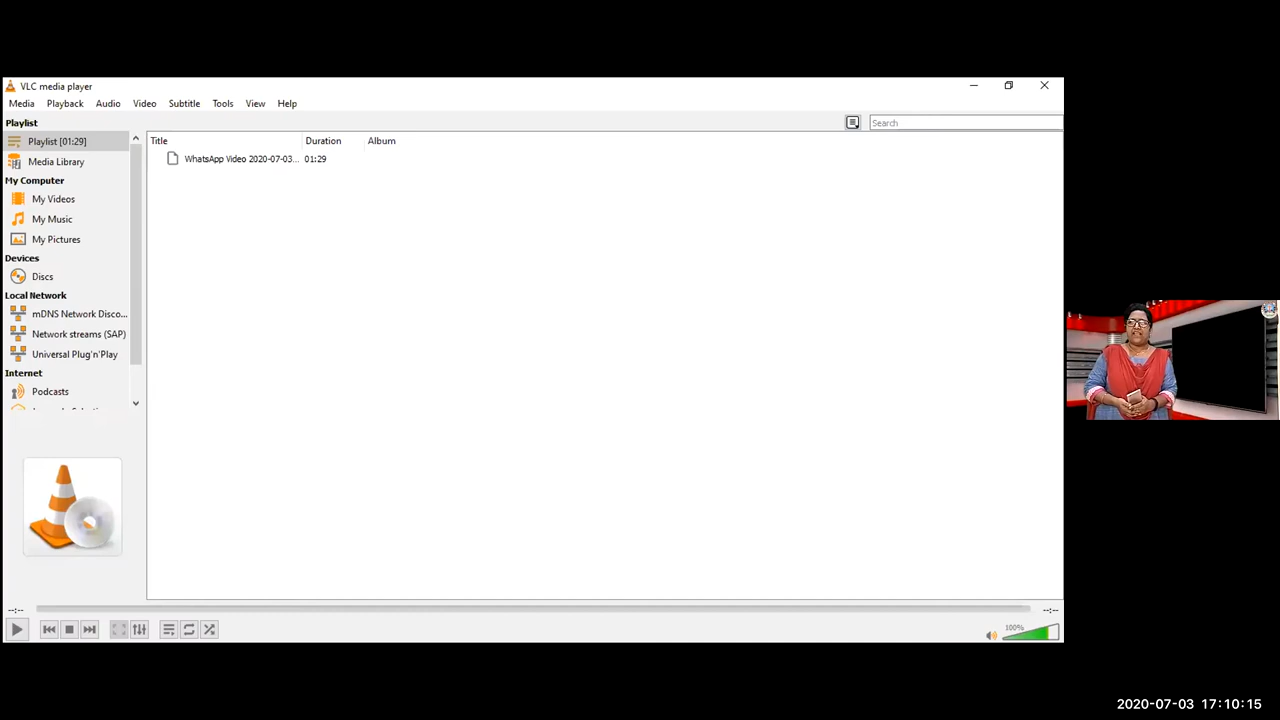 VLC media player
Media Playback Audio Video Subtitle Tools View Help
Playlist
Search
Playlist [01:29]
Title Duration Album
WhatsApp Video 2020-07-03... 01:29
Media Library
My Computer
My Videos
My Music
My Pictures
Devices
Discs
Local Network
mDNS Network Disco...
Network streams (SAP)
Universal Plug'n'Play
Internet
Podcasts
--:-- --:--
100%
2020-07-03 17:10:15